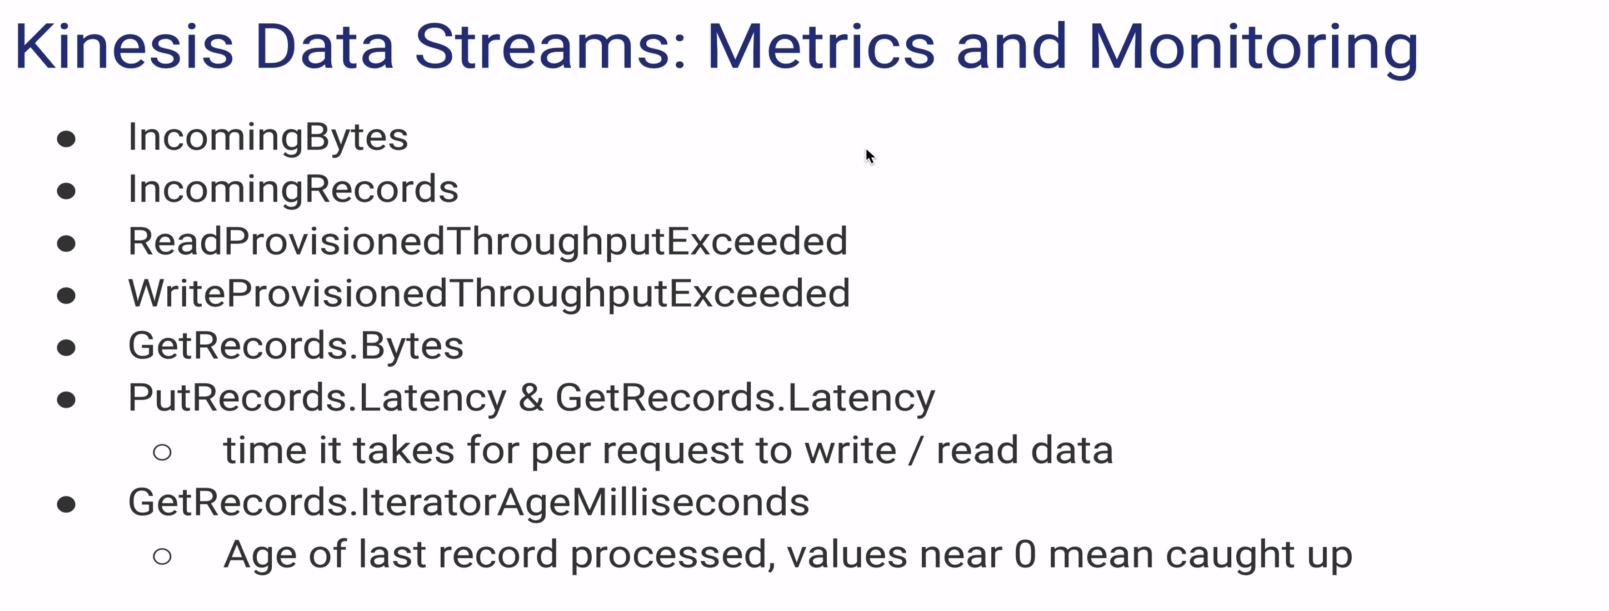 Kinesis Data Streams: Metrics and Monitoring
● IncomingBytes
● IncomingRecords
● ReadProvisionedThroughputExceeded
● WriteProvisionedThroughputExceeded
● GetRecords.Bytes
● PutRecords.Latency & GetRecords.Latency
○ time it takes for per request to write / read data
● GetRecords.IteratorAgeMilliseconds
○ Age of last record processed, values near 0 mean caught up